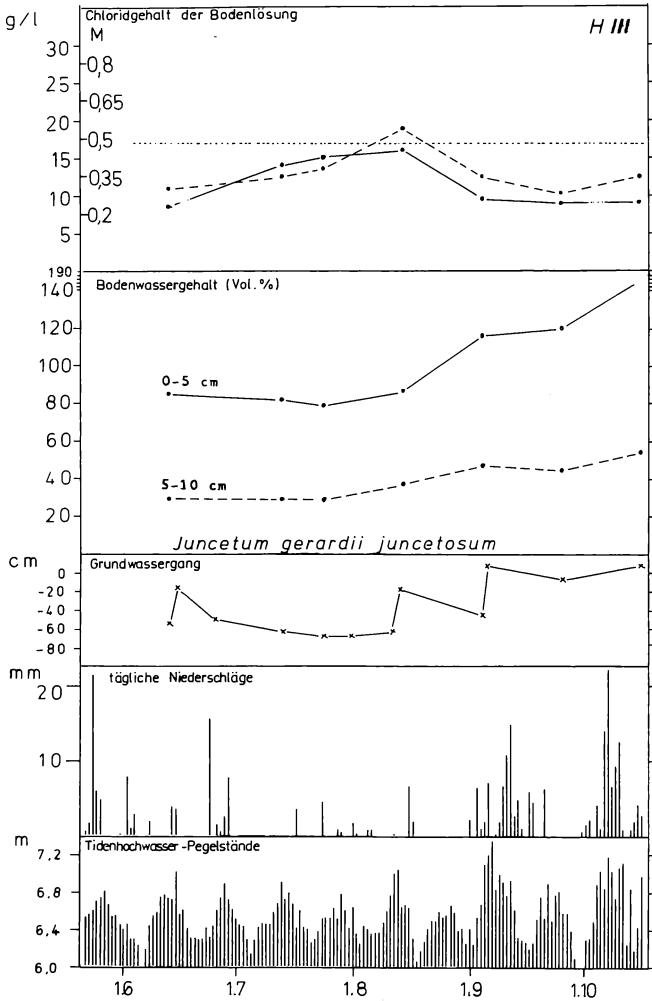 g/l
Chloridgehalt der Bodenlösung
H III
M
30
0,8
25
0,65
20
0,5
15
0,35
10
0,2
5
190
140
Bodenwassergehalt (Vol.%)
120
100
0-5 cm
80
60
5-10 cm
40
20
Juncetum gerardii juncetosum
cm
Grundwassergang
0
-20
-40
-60
-80
mm
tägliche Niederschläge
20
10
m
Tidenhochwasser-Pegelstände
7,2
6,8
6,4
6,0
1.6
1.7
1.8
1.9
1.10